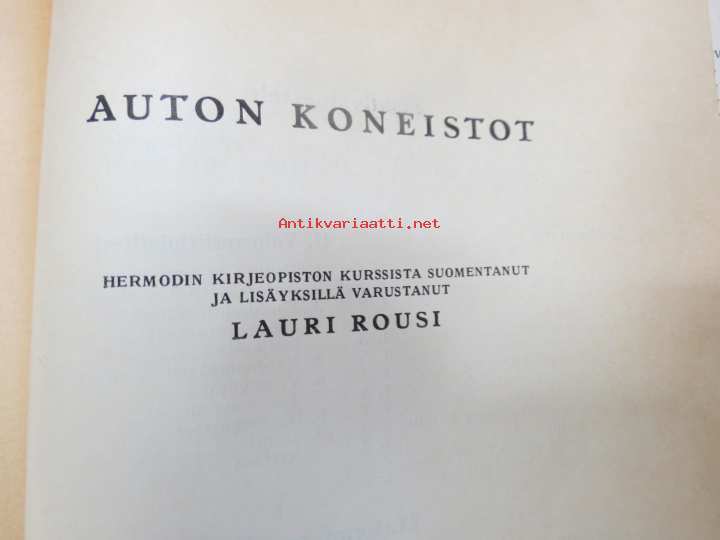 AUTON KONEISTOT
Antikvariaatti.net
HERMODIN KIRJEOPISTON KURSSISTA SUOMENTANUT
JA LISÄYKSILLÄ VARUSTANUT
LAURI ROUSI